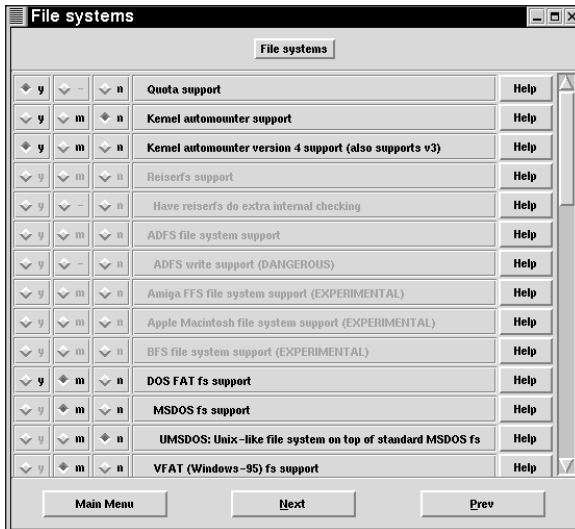 File systems
File systems
y - n Quota support Help
y m n Kernel automounter support Help
y m n Kernel automounter version 4 support (also supports v3) Help
y m n Reiserfs support Help
y - n Have reiserfs do extra internal checking Help
y m n ADFS file system support Help
y - n ADFS write support (DANGEROUS) Help
y m n Amiga FFS file system support (EXPERIMENTAL) Help
y m n Apple Macintosh file system support (EXPERIMENTAL) Help
y m n BFS file system support (EXPERIMENTAL) Help
y m n DOS FAT fs support Help
y m n MSDOS fs support Help
y m n UMSDOS: Unix-like file system on top of standard MSDOS fs Help
y m n VFAT (Windows-95) fs support Help
Main Menu Next Prev